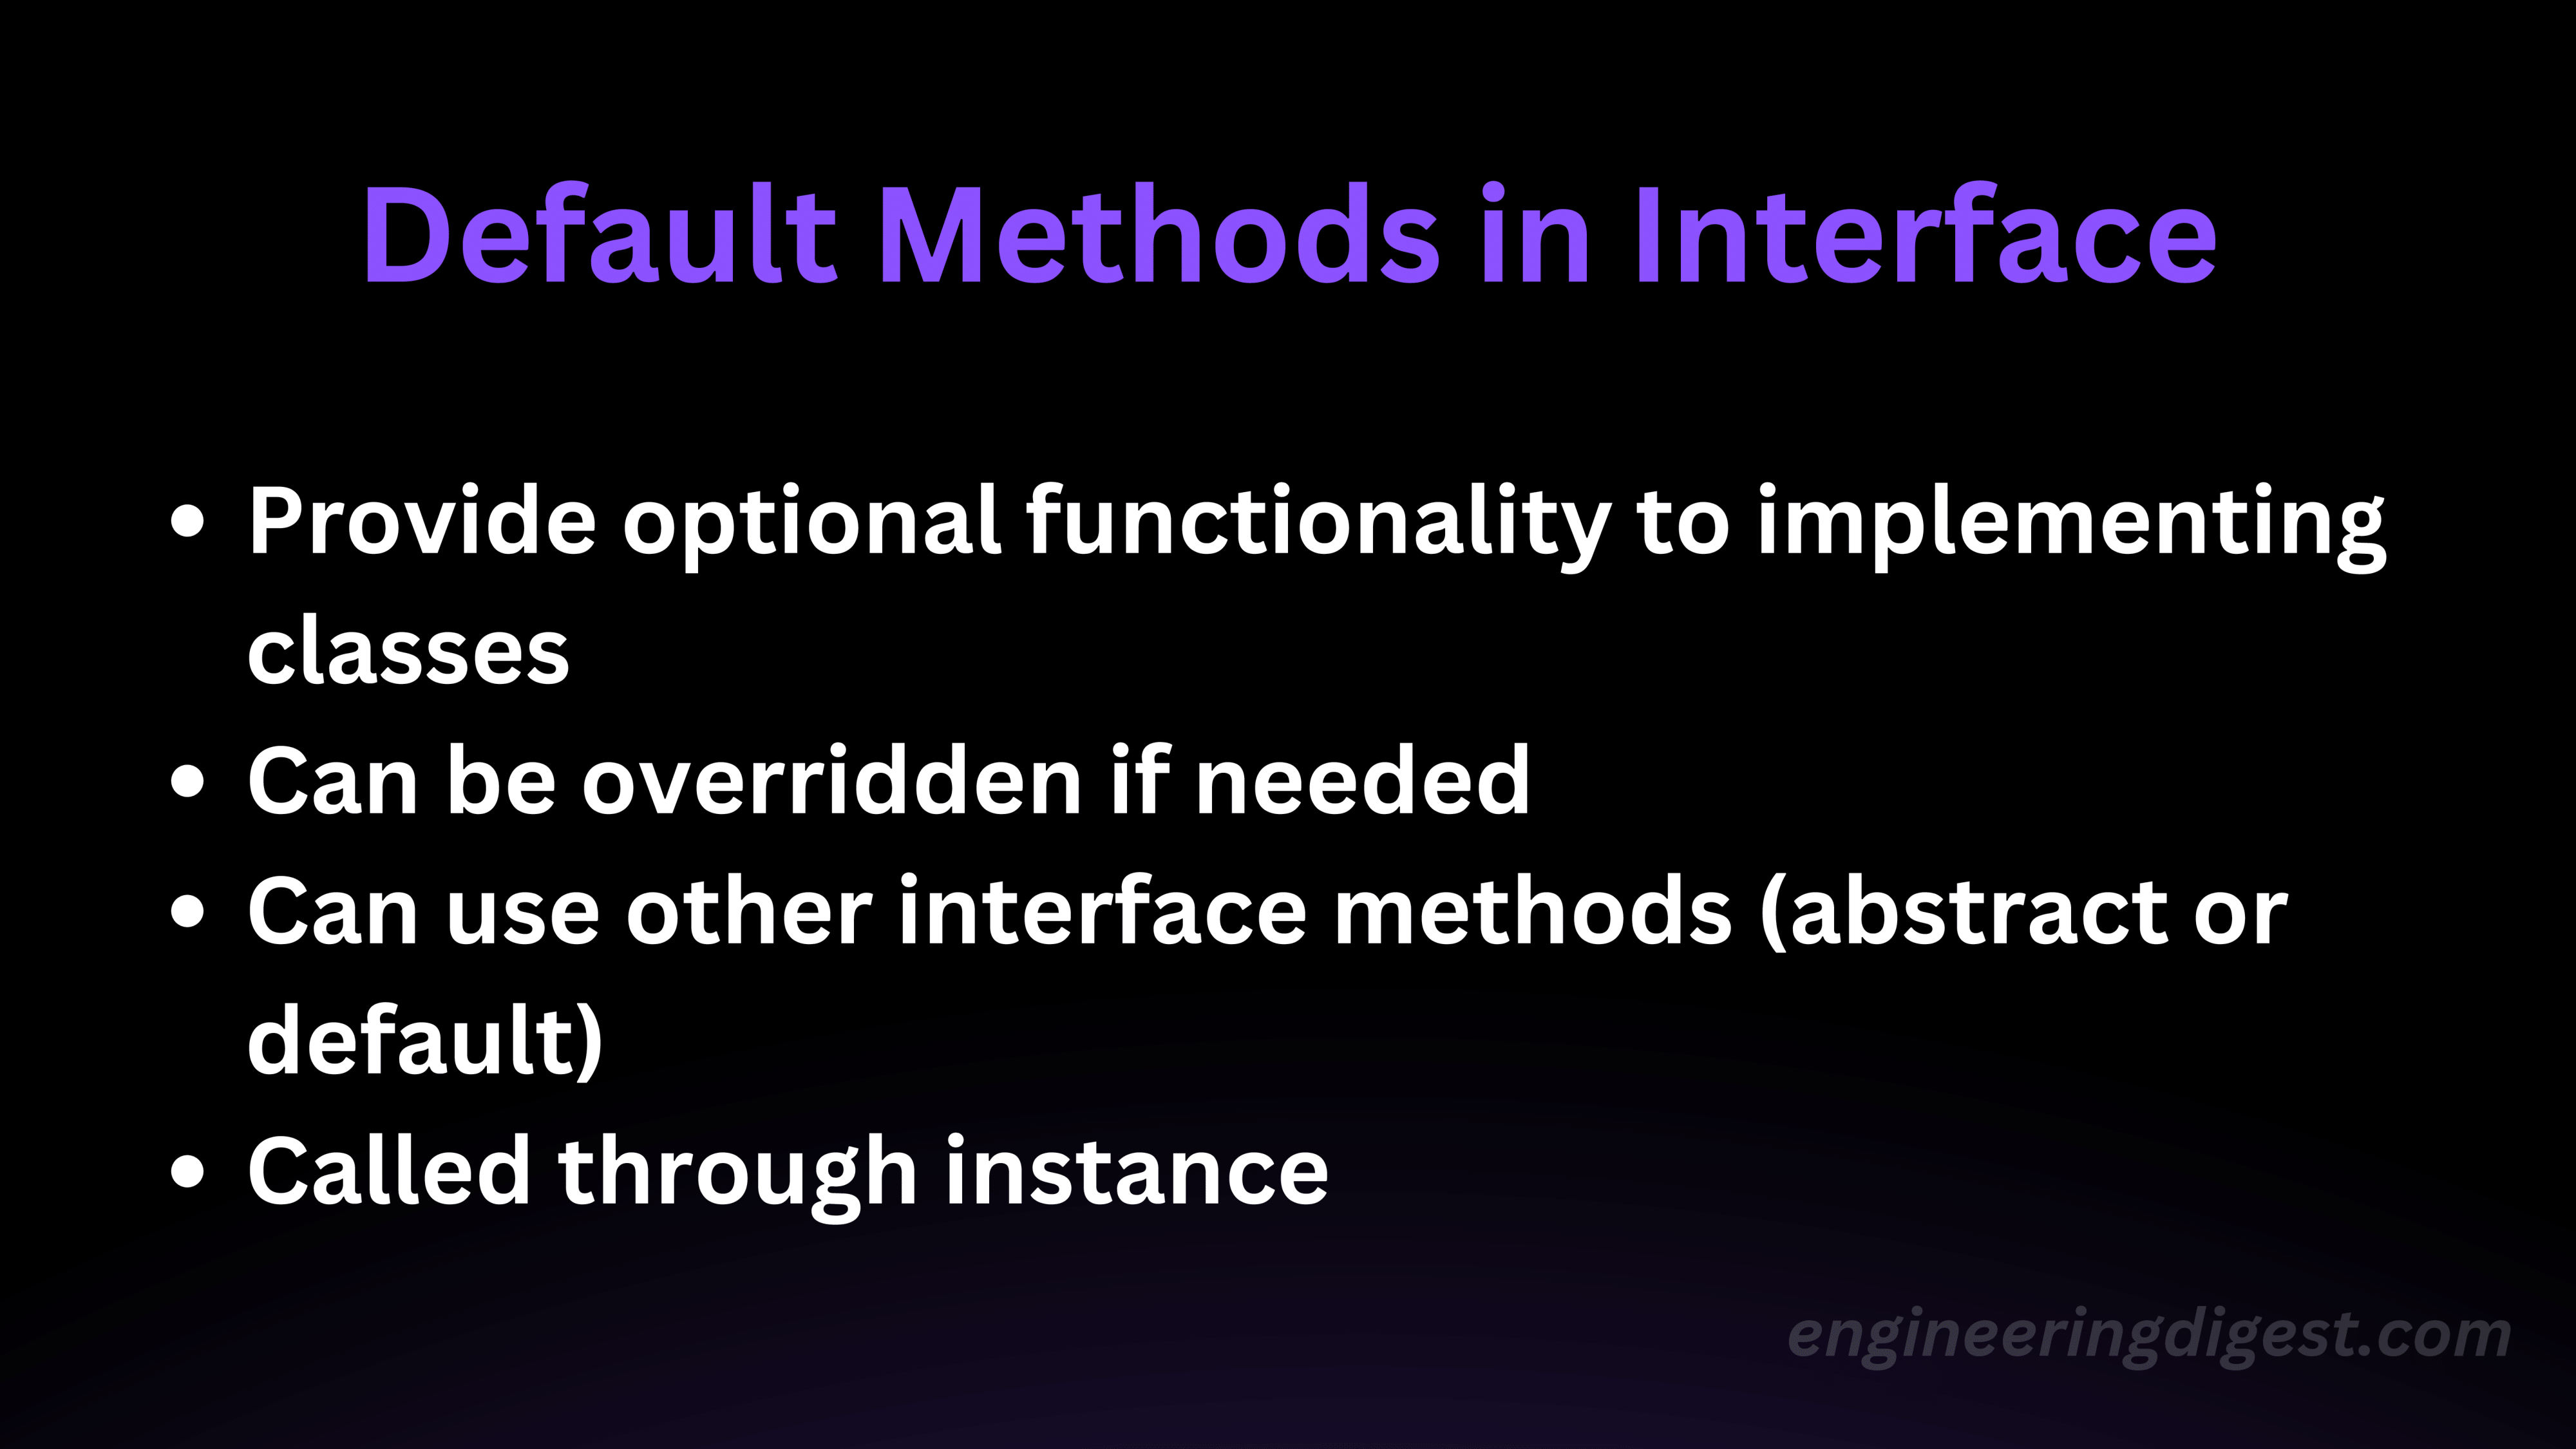 Default Methods in Interface
• Provide optional functionality to implementing
classes
• Can be overridden if needed
• Can use other interface methods (abstract or
default)
• Called through instance
engineeringdigest.com